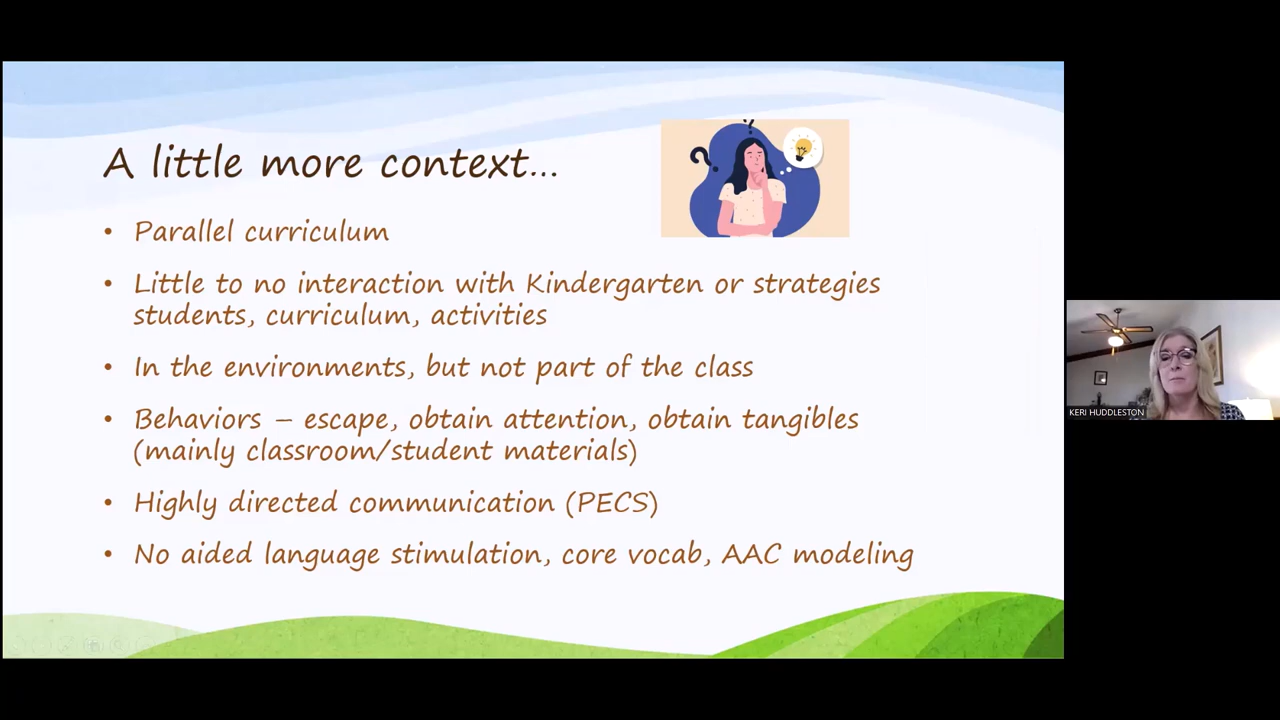 A little more context...
• Parallel curriculum
• Little to no interaction with Kindergarten or strategies
students, curriculum, activities
• In the environments, but not part of the class
• Behaviors – escape, obtain attention, obtain tangibles
(mainly classroom/student materials)
• Highly directed communication (PECS)
• No aided language stimulation, core vocab, AAC modeling
KERI HUDDLESTON